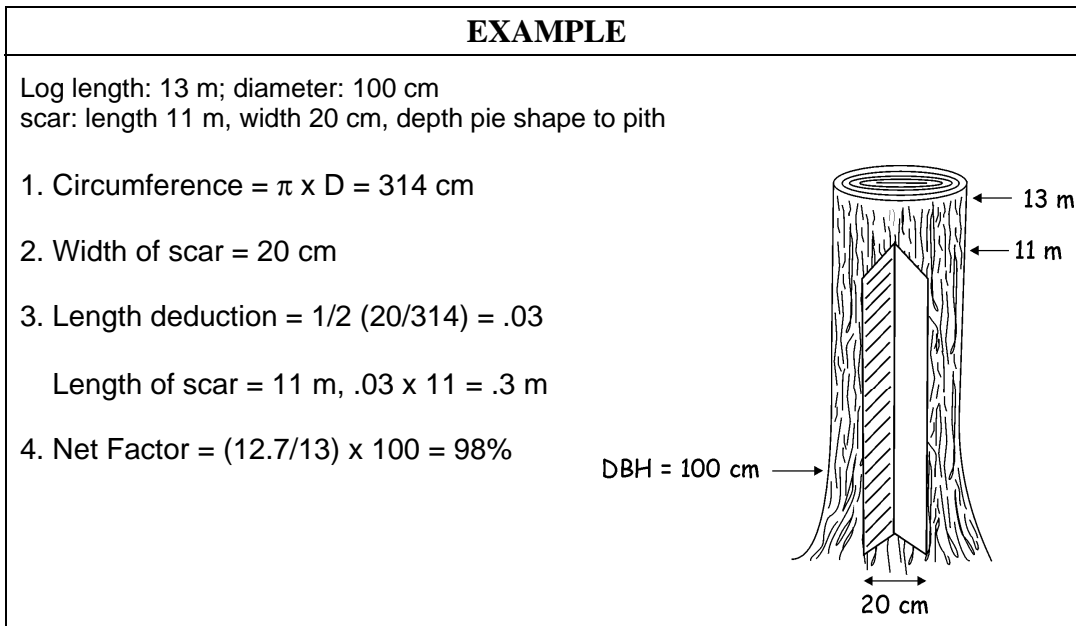 EXAMPLE
Log length: 13 m; diameter: 100 cm
scar: length 11 m, width 20 cm, depth pie shape to pith
1. Circumference = π x D = 314 cm
2. Width of scar = 20 cm
3. Length deduction = 1/2 (20/314) = .03
Length of scar = 11 m, .03 x 11 = .3 m
4. Net Factor = (12.7/13) x 100 = 98%
13 m
11 m
DBH = 100 cm
20 cm